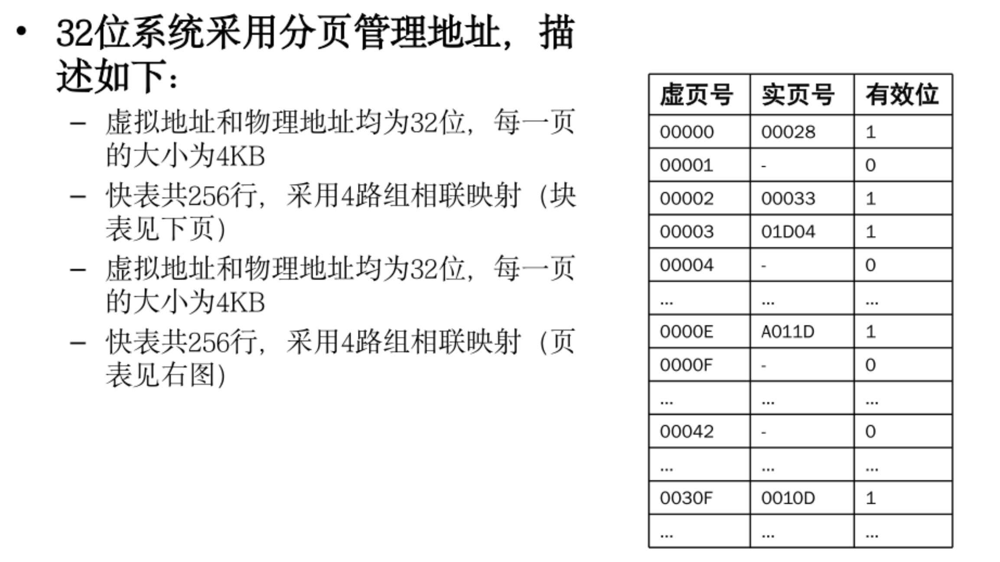 • 32位系统采用分页管理地址，描
述如下：
– 虚拟地址和物理地址均为32位，每一页
的大小为4KB
– 快表共256行，采用4路组相联映射（块
表见下页）
– 虚拟地址和物理地址均为32位，每一页
的大小为4KB
– 快表共256行，采用4路组相联映射（页
表见右图）
虚页号 实页号 有效位
00000 00028 1
00001 - 0
00002 00033 1
00003 01D04 1
00004 - 0
... ... ...
0000E A011D 1
0000F - 0
... ... ...
00042 - 0
... ... ...
0030F 0010D 1
... ... ...